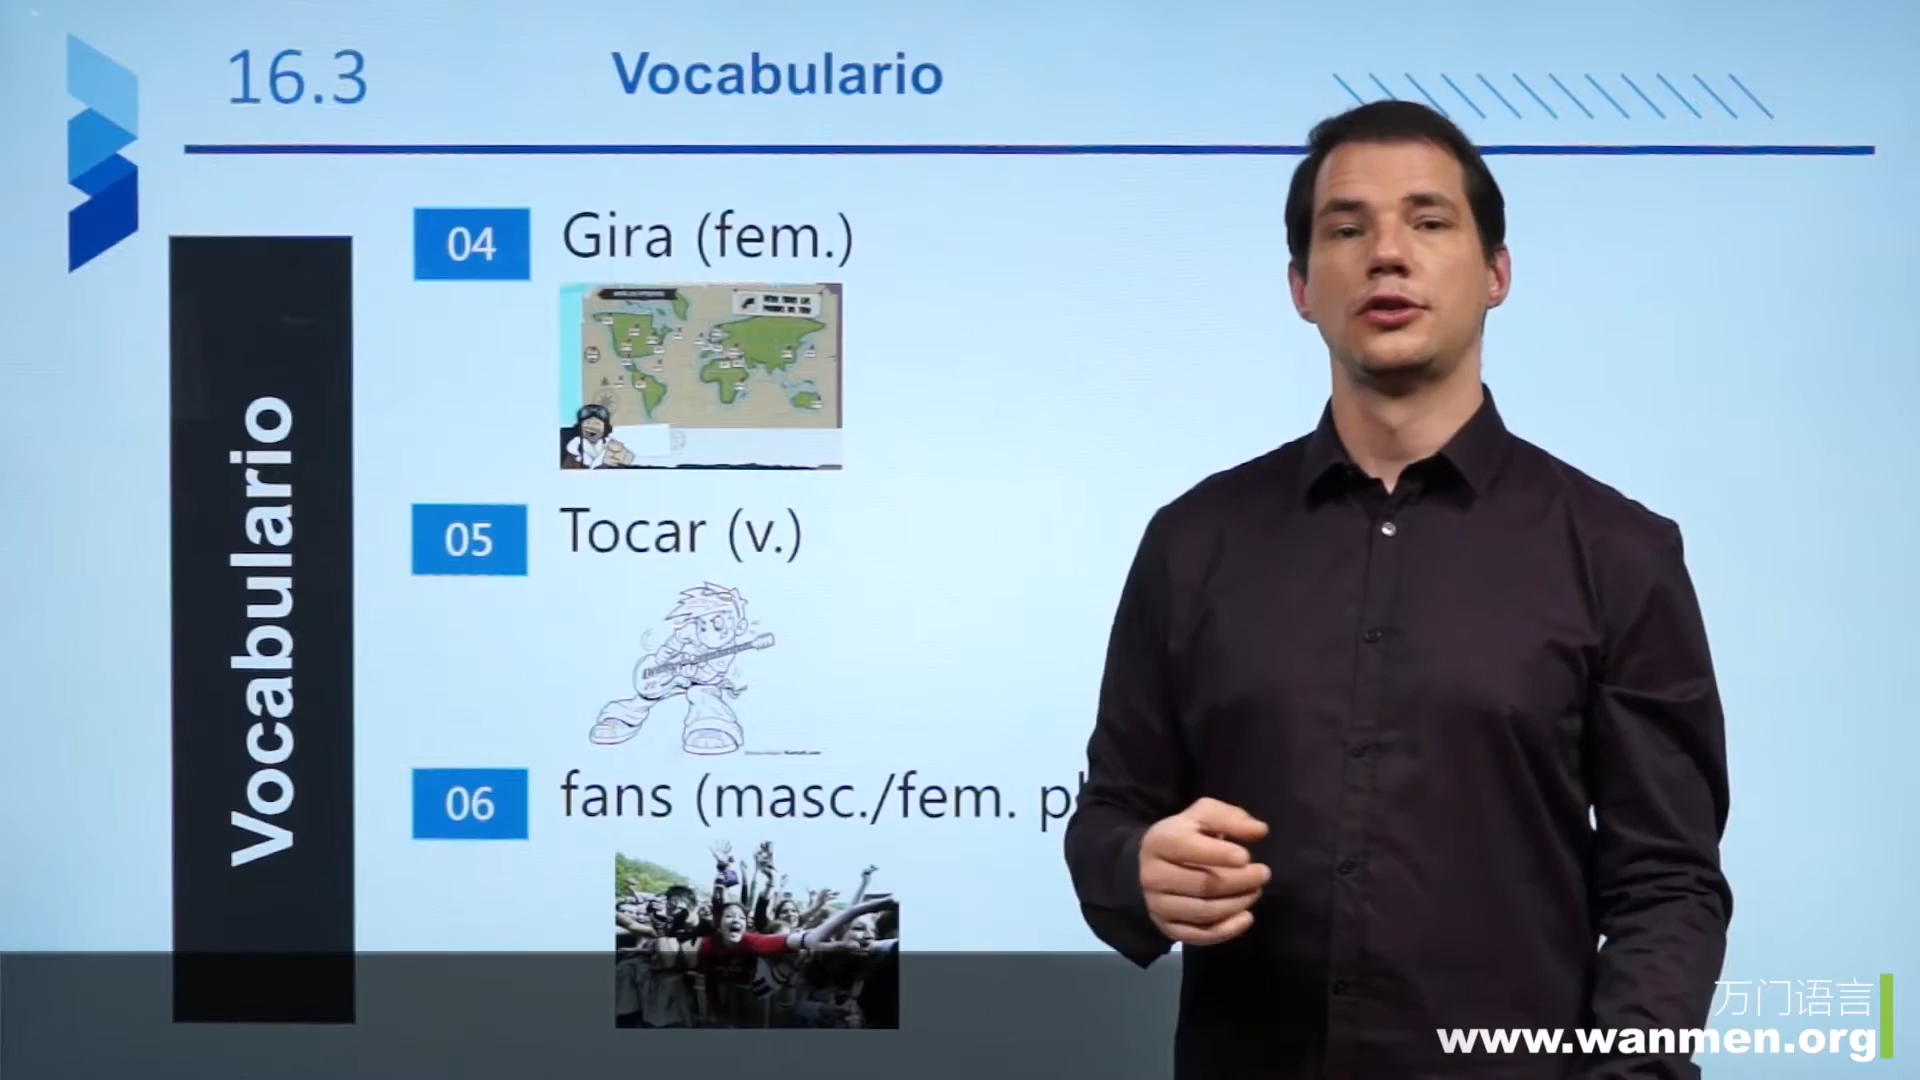 16.3
Vocabulario
Vocabulario
04
Gira (fem.)
05
Tocar (v.)
06
fans (masc./fem.
万门语言
www.wanmen.org